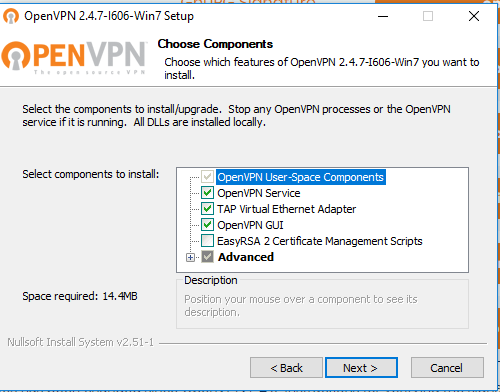 GnuPG Signature
OpenVPN 2.4.7-I606-Win7 Setup
OPENVPN™
The open source VPN
Choose Components
Choose which features of OpenVPN 2.4.7-I606-Win7 you want to
install.
Select the components to install/upgrade. Stop any OpenVPN processes or the OpenVPN
service if it is running. All DLLs are installed locally.
Select components to install:
OpenVPN User-Space Components
OpenVPN Service
TAP Virtual Ethernet Adapter
OpenVPN GUI
EasyRSA 2 Certificate Management Scripts
Advanced
Space required: 14.4MB
Description
Position your mouse over a component to see its
description.
Nullsoft Install System v2.51-1
< Back
Next >
Cancel